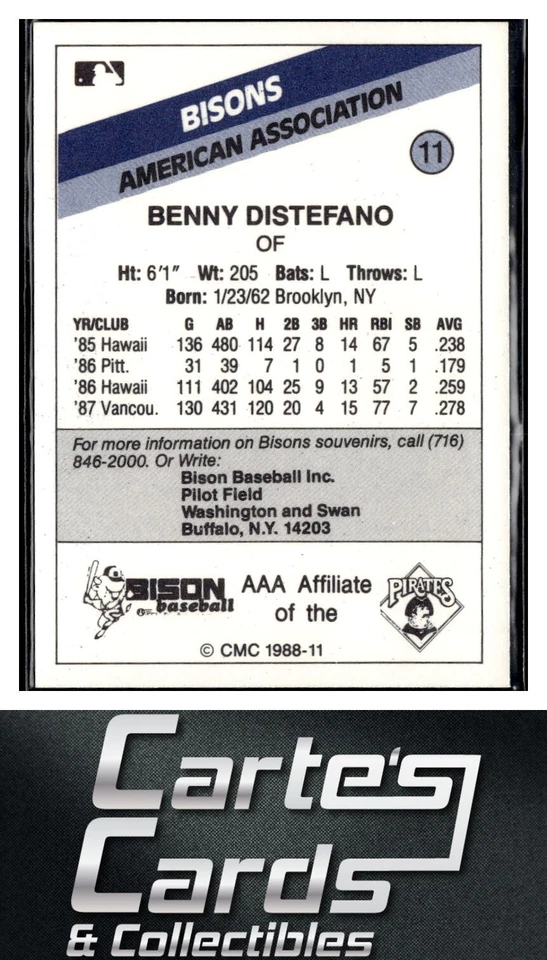 BISONS
AMERICAN ASSOCIATION
11
BENNY DISTEFANO
OF
Ht: 6'1" Wt: 205 Bats: L Throws: L
Born: 1/23/62 Brooklyn, NY
YR/CLUB G AB H 2B 3B HR RBI SB AVG
'85 Hawaii 136 480 114 27 8 14 67 5 .238
'86 Pitt. 31 39 7 1 0 1 5 1 .179
'86 Hawaii 111 402 104 25 9 13 57 2 .259
'87 Vancou. 130 431 120 20 4 15 77 7 .278
For more information on Bisons souvenirs, call (716)
846-2000. Or Write:
Bison Baseball Inc.
Pilot Field
Washington and Swan
Buffalo, N.Y. 14203
BISON
baseball
AAA Affiliate
of the
PIRATES
© CMC 1988-11
Carte's
Cards
& Collectibles